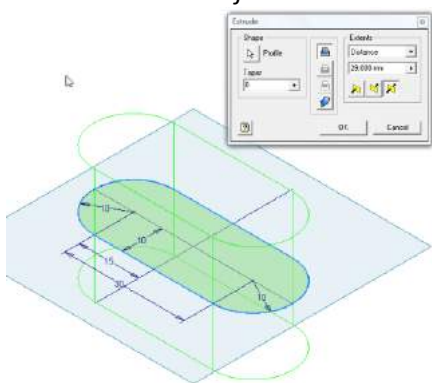 Extrude
Shape
Profile
Taper
0
Extents
Distance
29.000 mm
OK
Cancel
10
10
15
30
10